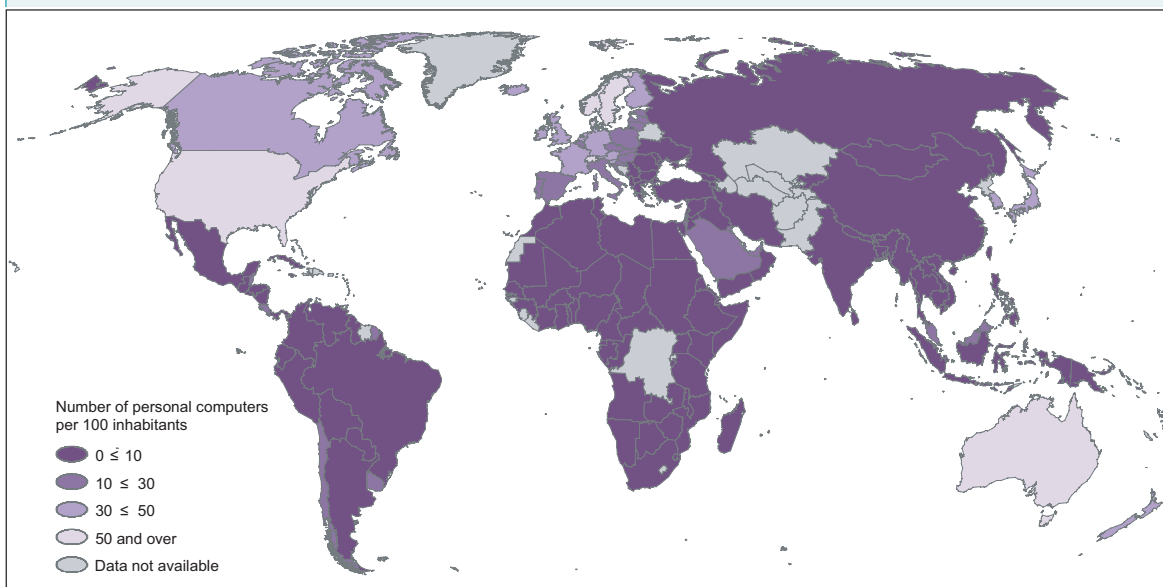 Number of personal computers
per 100 inhabitants
0 ≤ 10
10 ≤ 30
30 ≤ 50
50 and over
Data not available